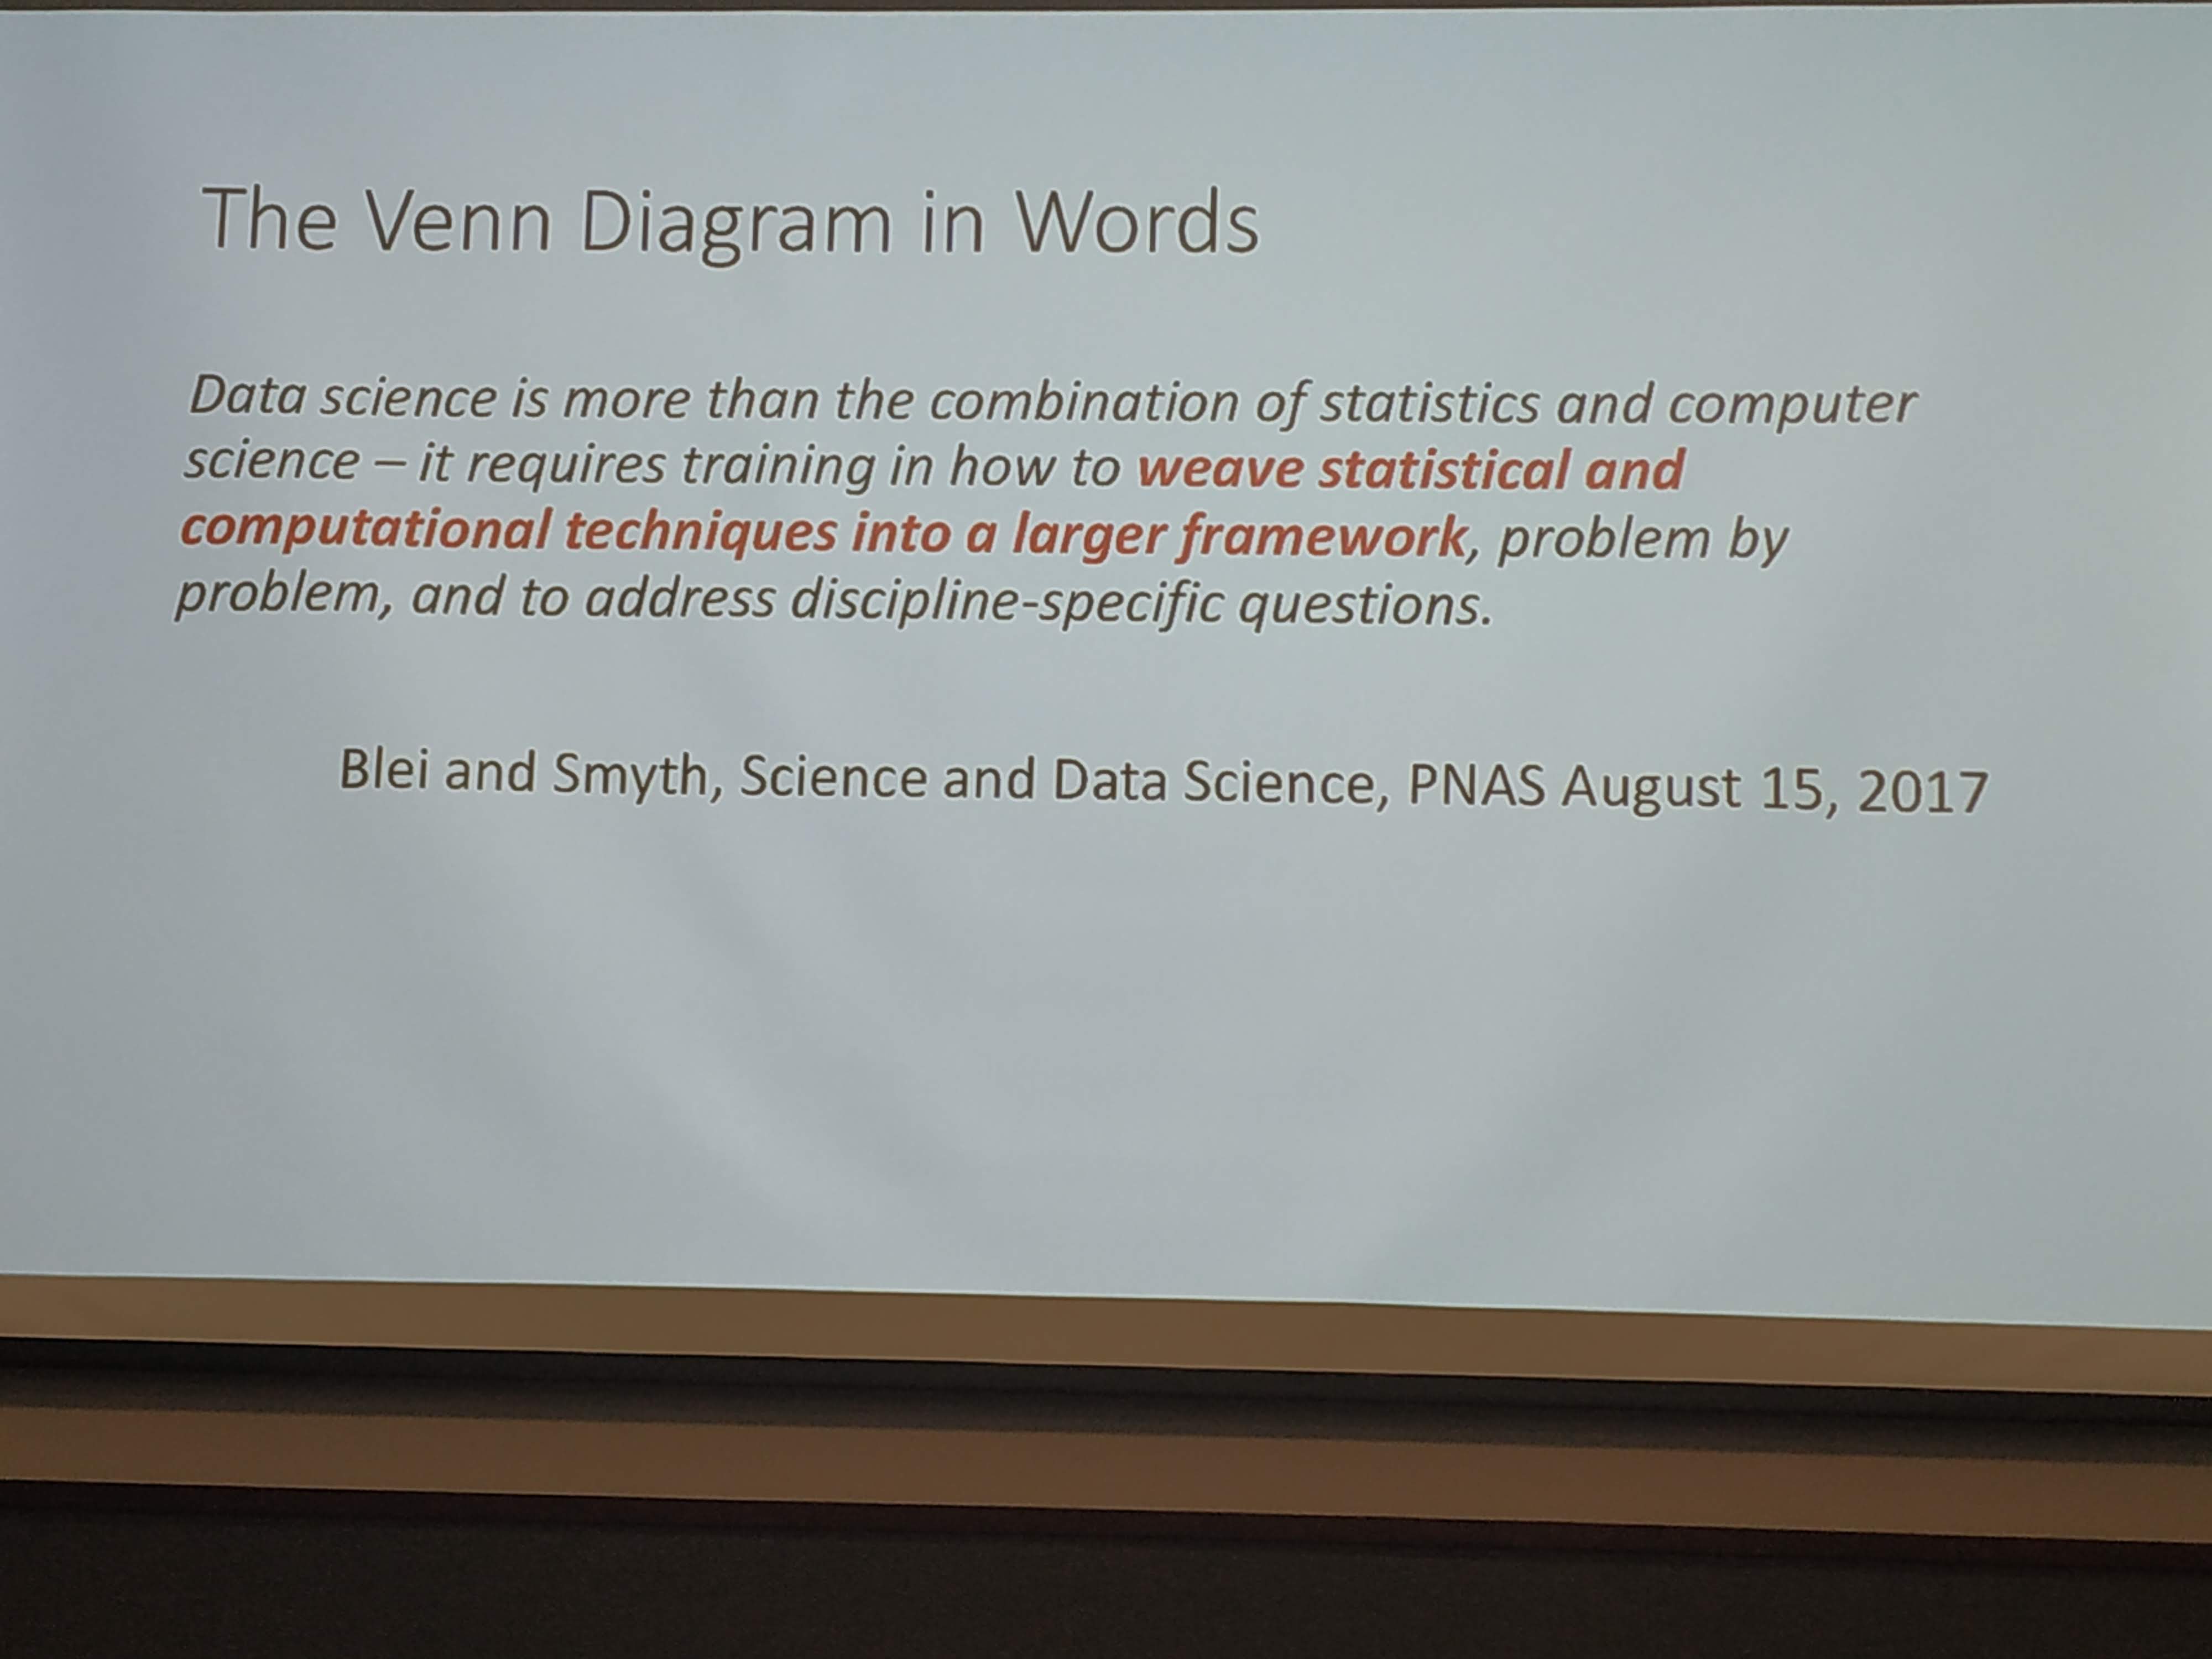 The Venn Diagram in Words
Data science is more than the combination of statistics and computer
science – it requires training in how to weave statistical and
computational techniques into a larger framework, problem by
problem, and to address discipline-specific questions.
Blei and Smyth, Science and Data Science, PNAS August 15, 2017